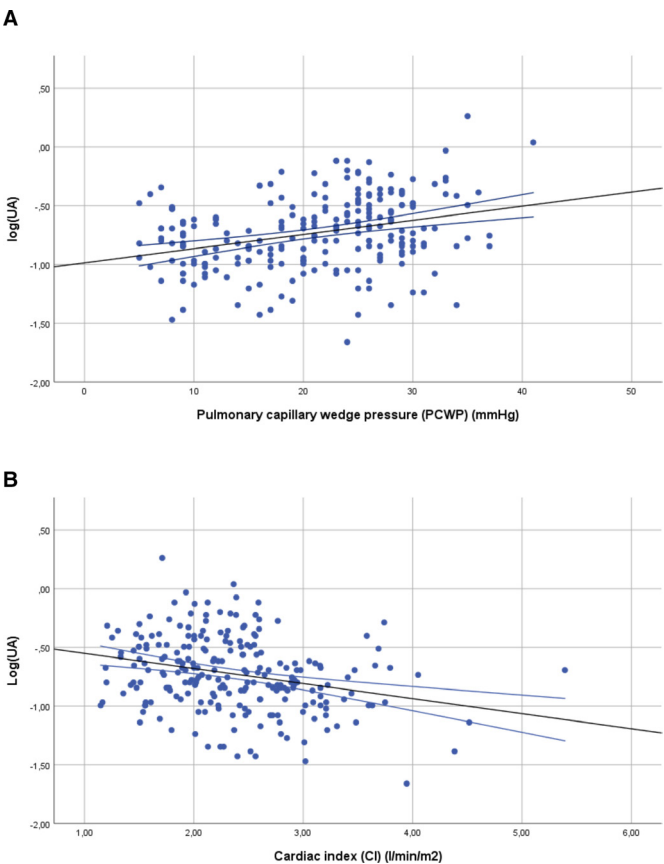 A
,50
,00
-,50
-1,00
-1,50
-2,00
log(UA)
0 10 20 30 40 50
Pulmonary capillary wedge pressure (PCWP) (mmHg)
B
,50
,00
-,50
-1,00
-1,50
-2,00
Log(UA)
1,00 2,00 3,00 4,00 5,00 6,00
Cardiac index (CI) (l/min/m2)